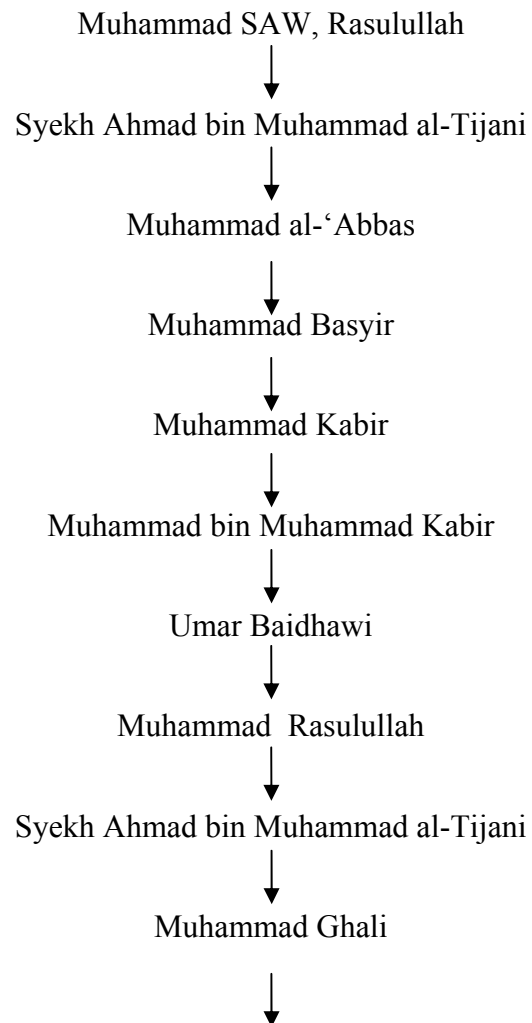 Muhammad SAW, Rasulullah
Syekh Ahmad bin Muhammad al-Tijani
Muhammad al-‘Abbas
Muhammad Basyir
Muhammad Kabir
Muhammad bin Muhammad Kabir
Umar Baidhawi
Muhammad Rasulullah
Syekh Ahmad bin Muhammad al-Tijani
Muhammad Ghali